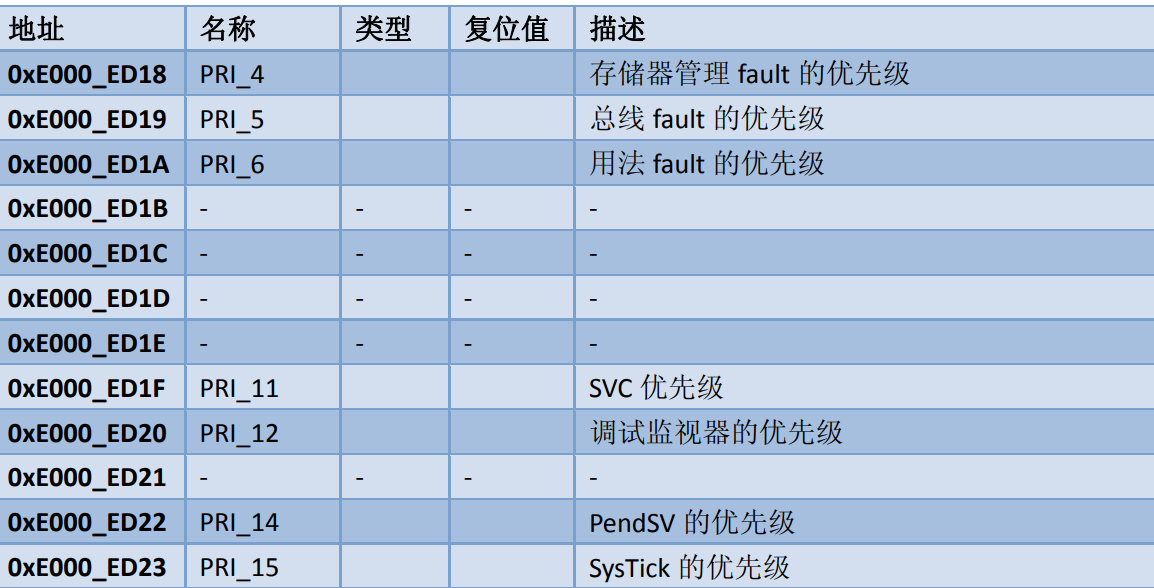 地址 名称 类型 复位值 描述
0xE000_ED18 PRI_4 存储器管理 fault 的优先级
0xE000_ED19 PRI_5 总线 fault 的优先级
0xE000_ED1A PRI_6 用法 fault 的优先级
0xE000_ED1B - - - -
0xE000_ED1C - - - -
0xE000_ED1D - - - -
0xE000_ED1E - - - -
0xE000_ED1F PRI_11 SVC 优先级
0xE000_ED20 PRI_12 调试监视器的优先级
0xE000_ED21 - - - -
0xE000_ED22 PRI_14 PendSV 的优先级
0xE000_ED23 PRI_15 SysTick 的优先级